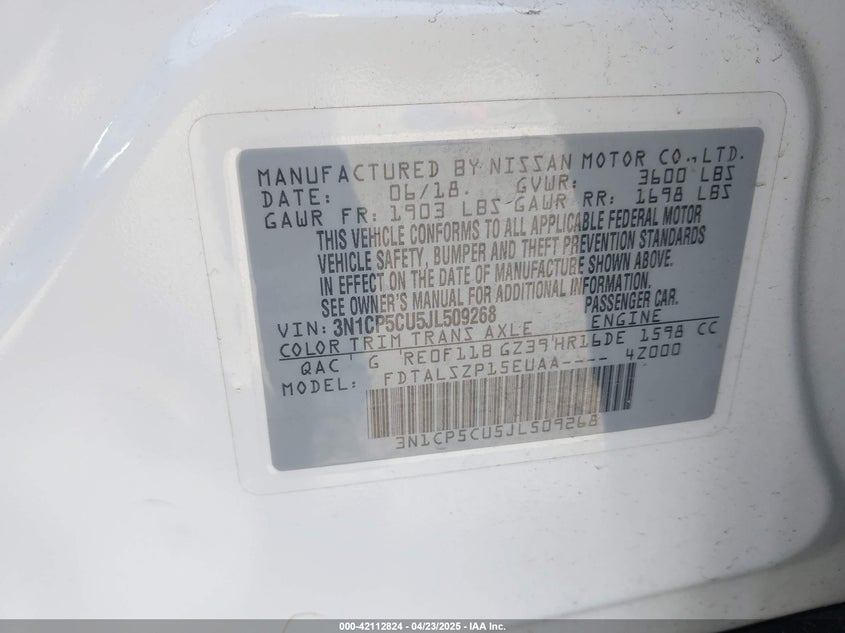 MANUFACTURED BY NISSAN MOTOR CO., LTD.
DATE: 06/18 GVWR: 3600 LBS
GAWR FR: 1903 LBS GAWR RR: 1698 LBS
THIS VEHICLE CONFORMS TO ALL APPLICABLE FEDERAL MOTOR
VEHICLE SAFETY, BUMPER AND THEFT PREVENTION STANDARDS
IN EFFECT ON THE DATE OF MANUFACTURE SHOWN ABOVE.
SEE OWNER'S MANUAL FOR ADDITIONAL INFORMATION.
VIN: 3N1CP5CU5JL509268 PASSENGER CAR.
COLOR TRIM TRANS AXLE ENGINE
QAC G RE0F11B GZ39 HR16DE 1598 CC
MODEL: FDTALSZP15EUAA---- 4Z000
3N1CP5CU5JL509268
000-42112824 | 04/23/2025 - IAA Inc.